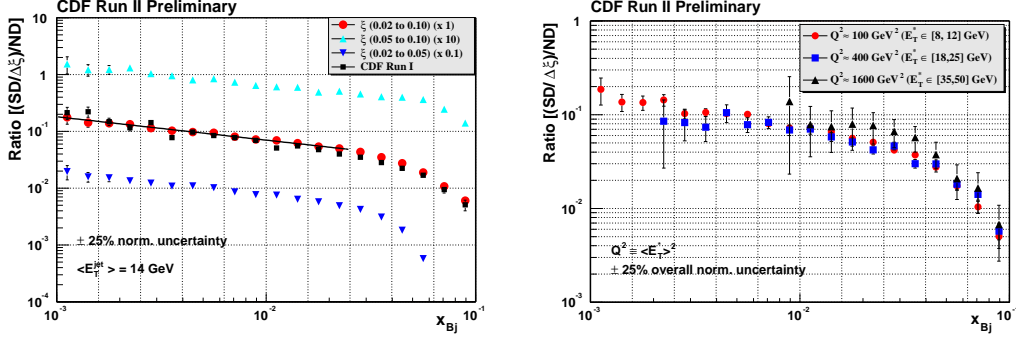 CDF Run II Preliminary
Ratio [(SD/Δξ)/ND]
ξ (0.02 to 0.10) (x 1)
ξ (0.05 to 0.10) (x 10)
ξ (0.02 to 0.05) (x 0.1)
CDF Run I
10
1
10^-1
10^-2
10^-3
10^-4
± 25% norm. uncertainty
<E_T^jet> = 14 GeV
10^-3
10^-2
10^-1
x_Bj
CDF Run II Preliminary
Ratio [(SD/Δξ)/ND]
Q² ≈ 100 GeV² (E_T^* ∈ [8, 12] GeV)
Q² ≈ 400 GeV² (E_T^* ∈ [18,25] GeV)
Q² ≈ 1600 GeV² (E_T^* ∈ [35,50] GeV)
1
10^-1
10^-2
10^-3
Q² ≅ <E_T^*>²
± 25% overall norm. uncertainty
10^-3
10^-2
10^-1
x_Bj